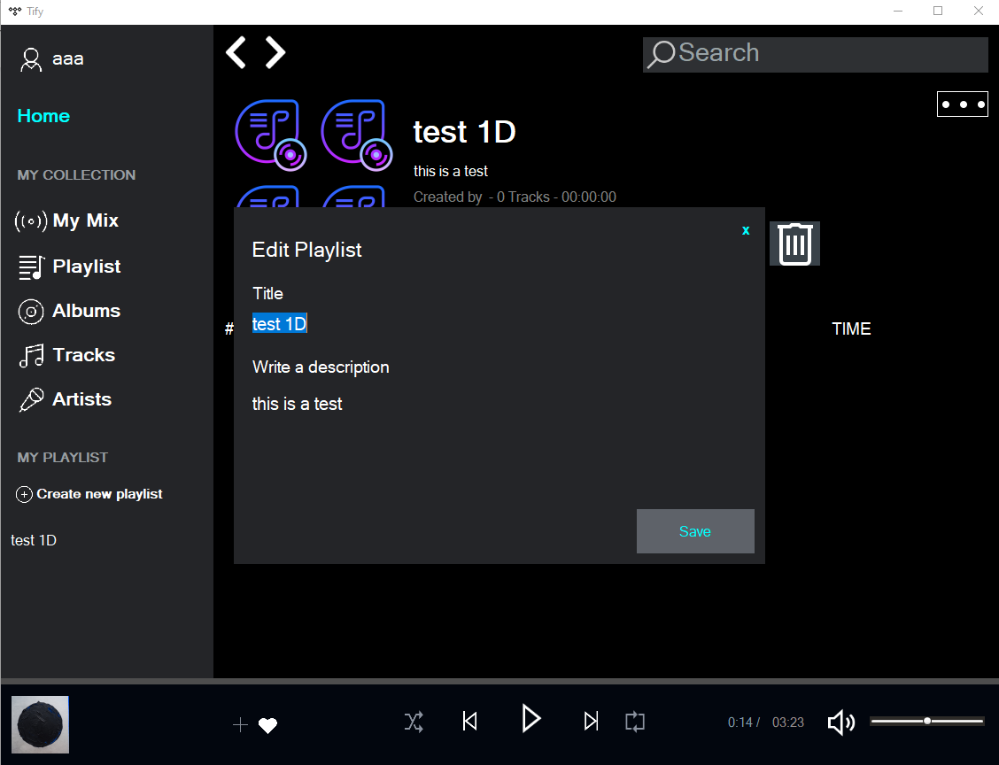 Tify
aaa
Home
MY COLLECTION
My Mix
Playlist
Albums
Tracks
Artists
MY PLAYLIST
Create new playlist
test 1D
Search
test 1D
this is a test
Created by  - 0 Tracks - 00:00:00
x
Edit Playlist
Title
test 1D
Write a description
this is a test
Save
#
TIME
0:14 /
03:23